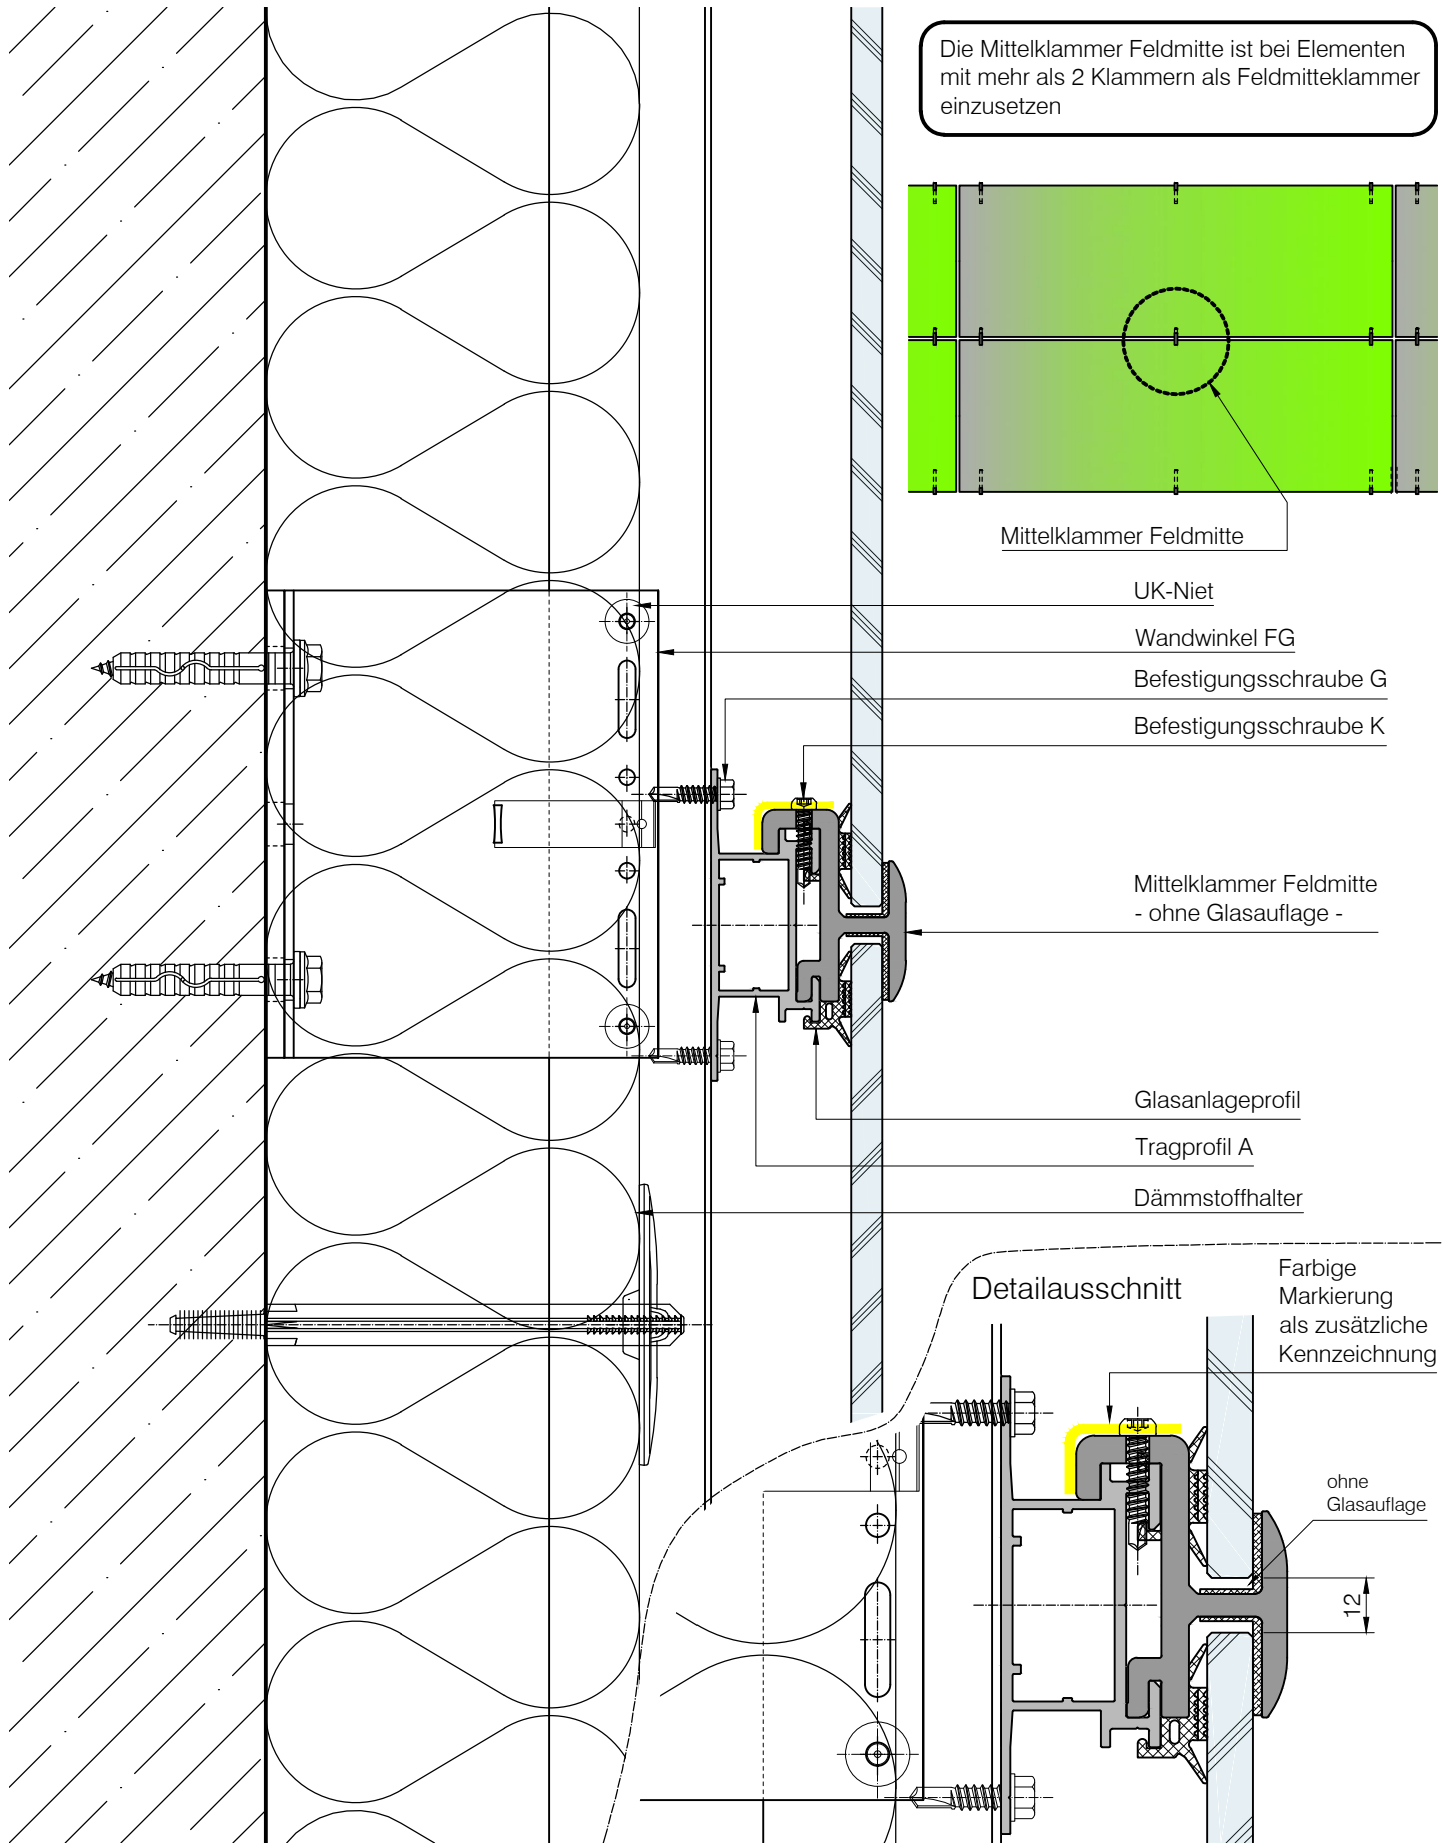 Die Mittelklammer Feldmitte ist bei Elementen
mit mehr als 2 Klammern als Feldmitteklammer
einzusetzen
Mittelklammer Feldmitte
UK-Niet
Wandwinkel FG
Befestigungsschraube G
Befestigungsschraube K
Mittelklammer Feldmitte
- ohne Glasauflage -
Glasanlageprofil
Tragprofil A
Dämmstoffhalter
Detailausschnitt
Farbige
Markierung
als zusätzliche
Kennzeichnung
ohne
Glasauflage
12